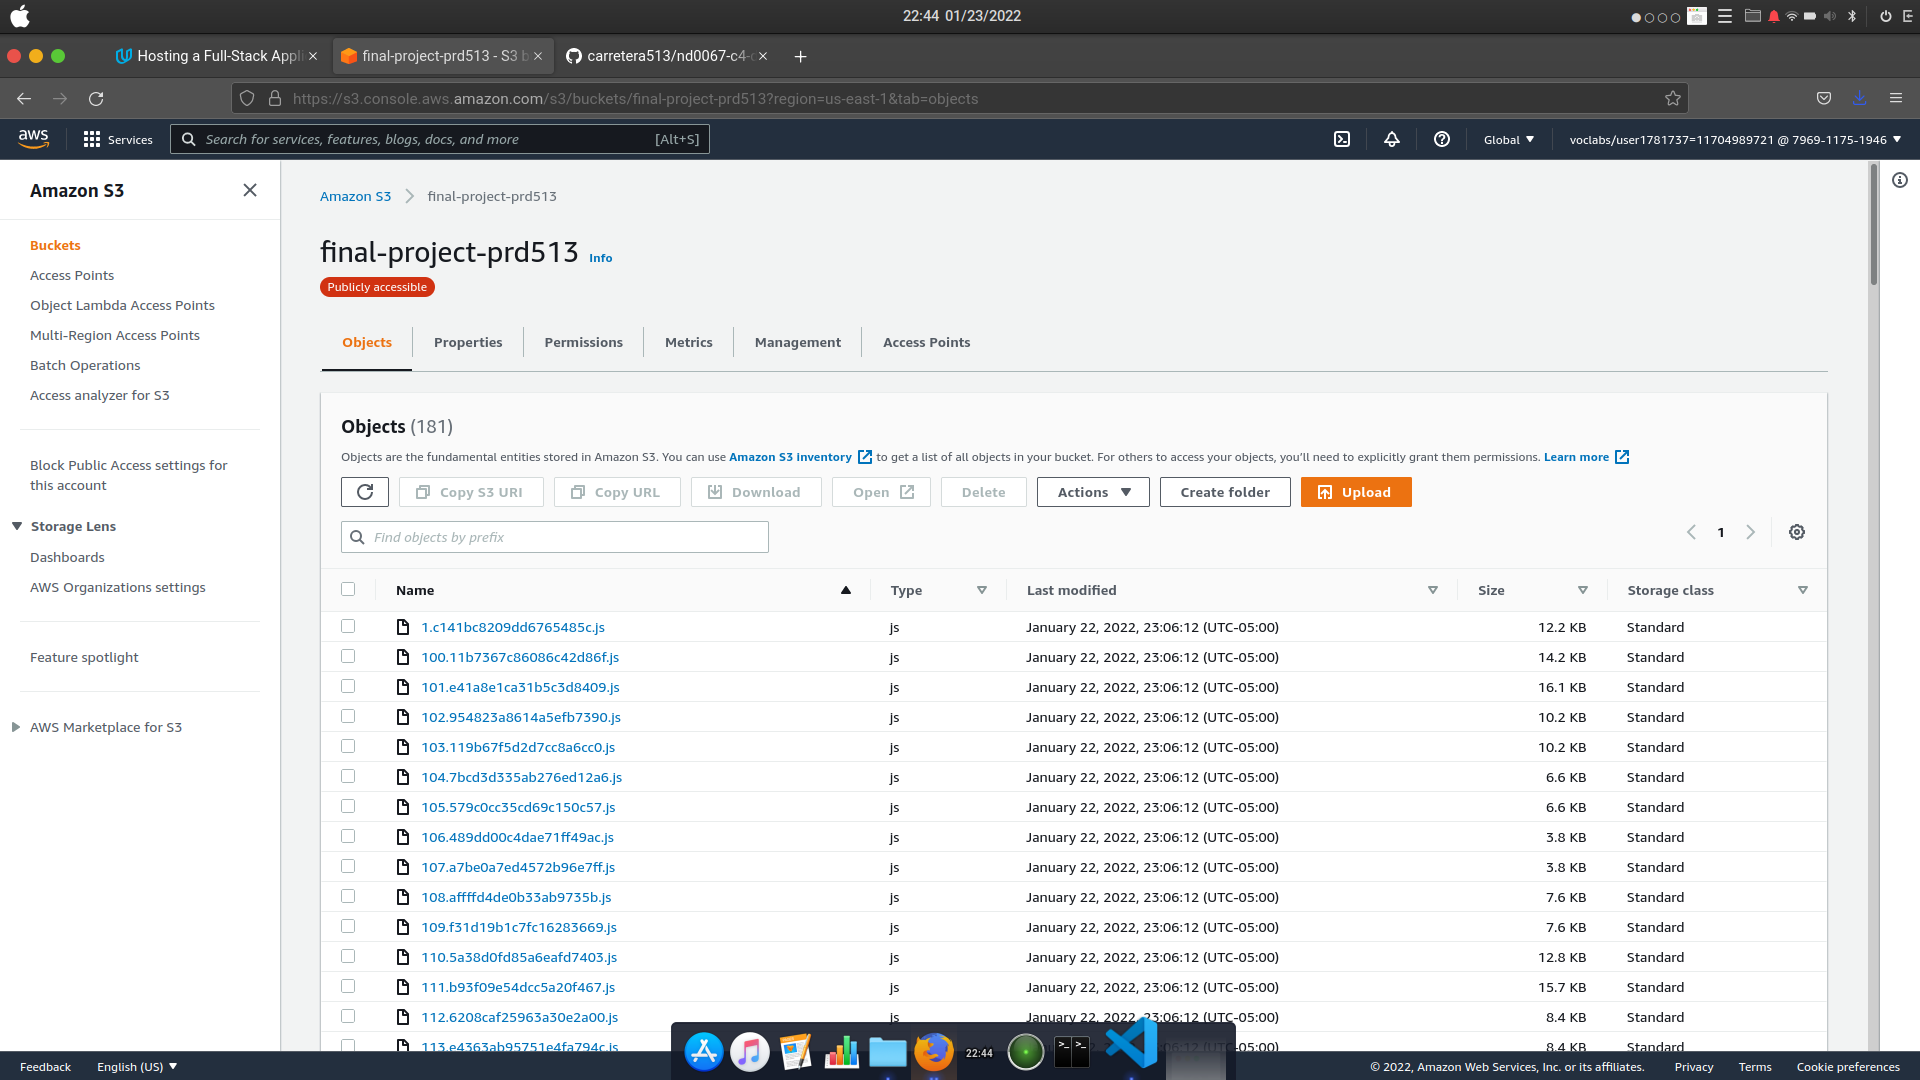 22:44 01/23/2022
Hosting a Full-Stack Appli
final-project-prd513 - S3 b
carretera513/nd0067-c4-
https://s3.console.aws.amazon.com/s3/buckets/final-project-prd513?region=us-east-1&tab=objects
aws
Services
Search for services, features, blogs, docs, and more
[Alt+S]
Global
voclabs/user1781737=11704989721 @ 7969-1175-1946
Amazon S3
Buckets
Access Points
Object Lambda Access Points
Multi-Region Access Points
Batch Operations
Access analyzer for S3
Block Public Access settings for
this account
Storage Lens
Dashboards
AWS Organizations settings
Feature spotlight
AWS Marketplace for S3
Amazon S3
final-project-prd513
final-project-prd513 Info
Publicly accessible
Objects
Properties
Permissions
Metrics
Management
Access Points
Objects (181)
Objects are the fundamental entities stored in Amazon S3. You can use Amazon S3 inventory to get a list of all objects in your bucket. For others to access your objects, you'll need to explicitly grant them permissions. Learn more
Copy S3 URI
Copy URL
Download
Open
Delete
Actions
Create folder
Upload
Find objects by prefix
1
Name Type Last modified Size Storage class
1.c141bc8209dd6765485c.js js January 22, 2022, 23:06:12 (UTC-05:00) 12.2 KB Standard
100.11b7367c86086c42d86f.js js January 22, 2022, 23:06:12 (UTC-05:00) 14.2 KB Standard
101.e41a8e1ca31b5c3d8409.js js January 22, 2022, 23:06:12 (UTC-05:00) 16.1 KB Standard
102.954823a8614a5efb7390.js js January 22, 2022, 23:06:12 (UTC-05:00) 10.2 KB Standard
103.119b67f5d2d7cc8a6cc0.js js January 22, 2022, 23:06:12 (UTC-05:00) 10.2 KB Standard
104.7bcd3d335ab276ed12a6.js js January 22, 2022, 23:06:12 (UTC-05:00) 6.6 KB Standard
105.579c0cc35cd69c150c57.js js January 22, 2022, 23:06:12 (UTC-05:00) 6.6 KB Standard
106.489dd00c4dae71ff49ac.js js January 22, 2022, 23:06:12 (UTC-05:00) 3.8 KB Standard
107.a7be0a7ed4572b96e7ff.js js January 22, 2022, 23:06:12 (UTC-05:00) 3.8 KB Standard
108.affffd4de0b33ab9735b.js js January 22, 2022, 23:06:12 (UTC-05:00) 7.6 KB Standard
109.f31d19b1c7fc16283669.js js January 22, 2022, 23:06:12 (UTC-05:00) 7.6 KB Standard
110.5a38d0fd85a6eafd7403.js js January 22, 2022, 23:06:12 (UTC-05:00) 12.8 KB Standard
111.b93f09e54dcc5a20f467.js js January 22, 2022, 23:06:12 (UTC-05:00) 15.7 KB Standard
112.6208caf25963a30e2a00.js js January 22, 2022, 23:06:12 (UTC-05:00) 8.4 KB Standard
113.e4363ab95751e4fa794c.js 8.4 KB Standard
22:44
Feedback
English (US)
© 2022, Amazon Web Services, Inc. or its affiliates.
Privacy
Terms
Cookie preferences